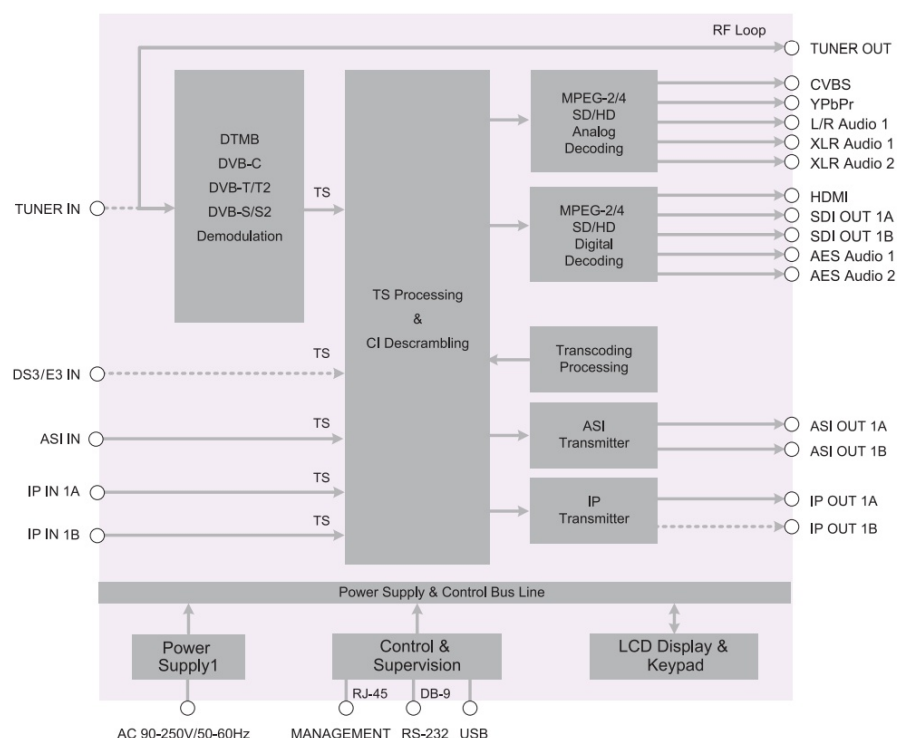 RF Loop
TUNER OUT
DTMB
DVB-C
DVB-T/T2
DVB-S/S2
Demodulation
TUNER IN
TS
TS Processing
&
CI Descrambling
MPEG-2/4
SD/HD
Analog
Decoding
CVBS
YPbPr
L/R Audio 1
XLR Audio 1
XLR Audio 2
MPEG-2/4
SD/HD
Digital
Decoding
HDMI
SDI OUT 1A
SDI OUT 1B
AES Audio 1
AES Audio 2
DS3/E3 IN
TS
Transcoding
Processing
ASI IN
TS
ASI
Transmitter
ASI OUT 1A
ASI OUT 1B
IP IN 1A
TS
IP IN 1B
TS
IP
Transmitter
IP OUT 1A
IP OUT 1B
Power Supply & Control Bus Line
Power
Supply1
Control &
Supervision
LCD Display &
Keypad
RJ-45
DB-9
AC 90-250V/50-60Hz
MANAGEMENT
RS-232
USB